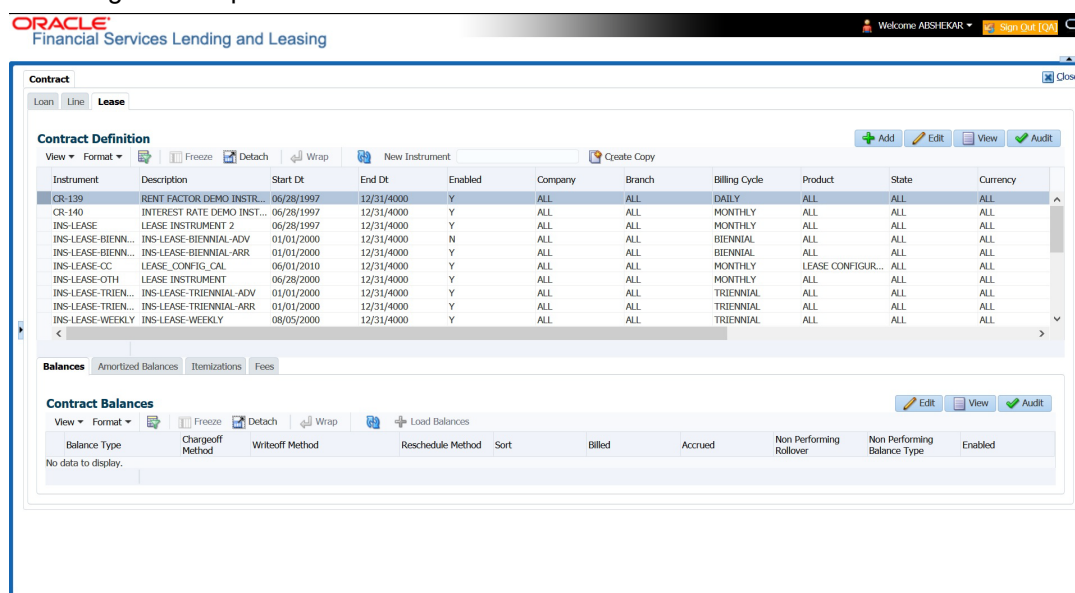 ORACLE
Financial Services Lending and Leasing
Welcome ABSHEKAR Sign Out [QA]
Contract
Loan Line Lease
Contract Definition
Add Edit View Audit
View Format Freeze Detach Wrap New Instrument Create Copy
Instrument Description Start Dt End Dt Enabled Company Branch Billing Cycle Product State Currency
CR-139 RENT FACTOR DEMO INSTR... 06/28/1997 12/31/4000 Y ALL ALL DAILY ALL ALL ALL
CR-140 INTEREST RATE DEMO INST... 06/28/1997 12/31/4000 Y ALL ALL MONTHLY ALL ALL ALL
INS-LEASE LEASE INSTRUMENT 2 06/28/1997 12/31/4000 Y ALL ALL MONTHLY ALL ALL ALL
INS-LEASE-BIENN... INS-LEASE-BIENNIAL-ADV 01/01/2000 12/31/4000 N ALL ALL BIENNIAL ALL ALL ALL
INS-LEASE-BIENN... INS-LEASE-BIENNIAL-ARR 01/01/2000 12/31/4000 Y ALL ALL BIENNIAL ALL ALL ALL
INS-LEASE-CC LEASE_CONFIG_CAL 06/01/2010 12/31/4000 Y ALL ALL MONTHLY LEASE CONFIGUR... ALL ALL
INS-LEASE-OTH LEASE INSTRUMENT 06/28/2000 12/31/4000 Y ALL ALL MONTHLY ALL ALL ALL
INS-LEASE-TRIEN... INS-LEASE-TRIENNIAL-ADV 01/01/2000 12/31/4000 Y ALL ALL TRIENNIAL ALL ALL ALL
INS-LEASE-TRIEN... INS-LEASE-TRIENNIAL-ARR 01/01/2000 12/31/4000 Y ALL ALL TRIENNIAL ALL ALL ALL
INS-LEASE-WEEKLY INS-LEASE-WEEKLY 08/05/2000 12/31/4000 Y ALL ALL TRIENNIAL ALL ALL ALL
Balances Amortized Balances Itemizations Fees
Contract Balances
Edit View Audit
View Format Freeze Detach Wrap Load Balances
Balance Type Chargeoff Method Writeoff Method Reschedule Method Sort Billed Accrued Non Performing Rollover Non Performing Balance Type Enabled
No data to display.